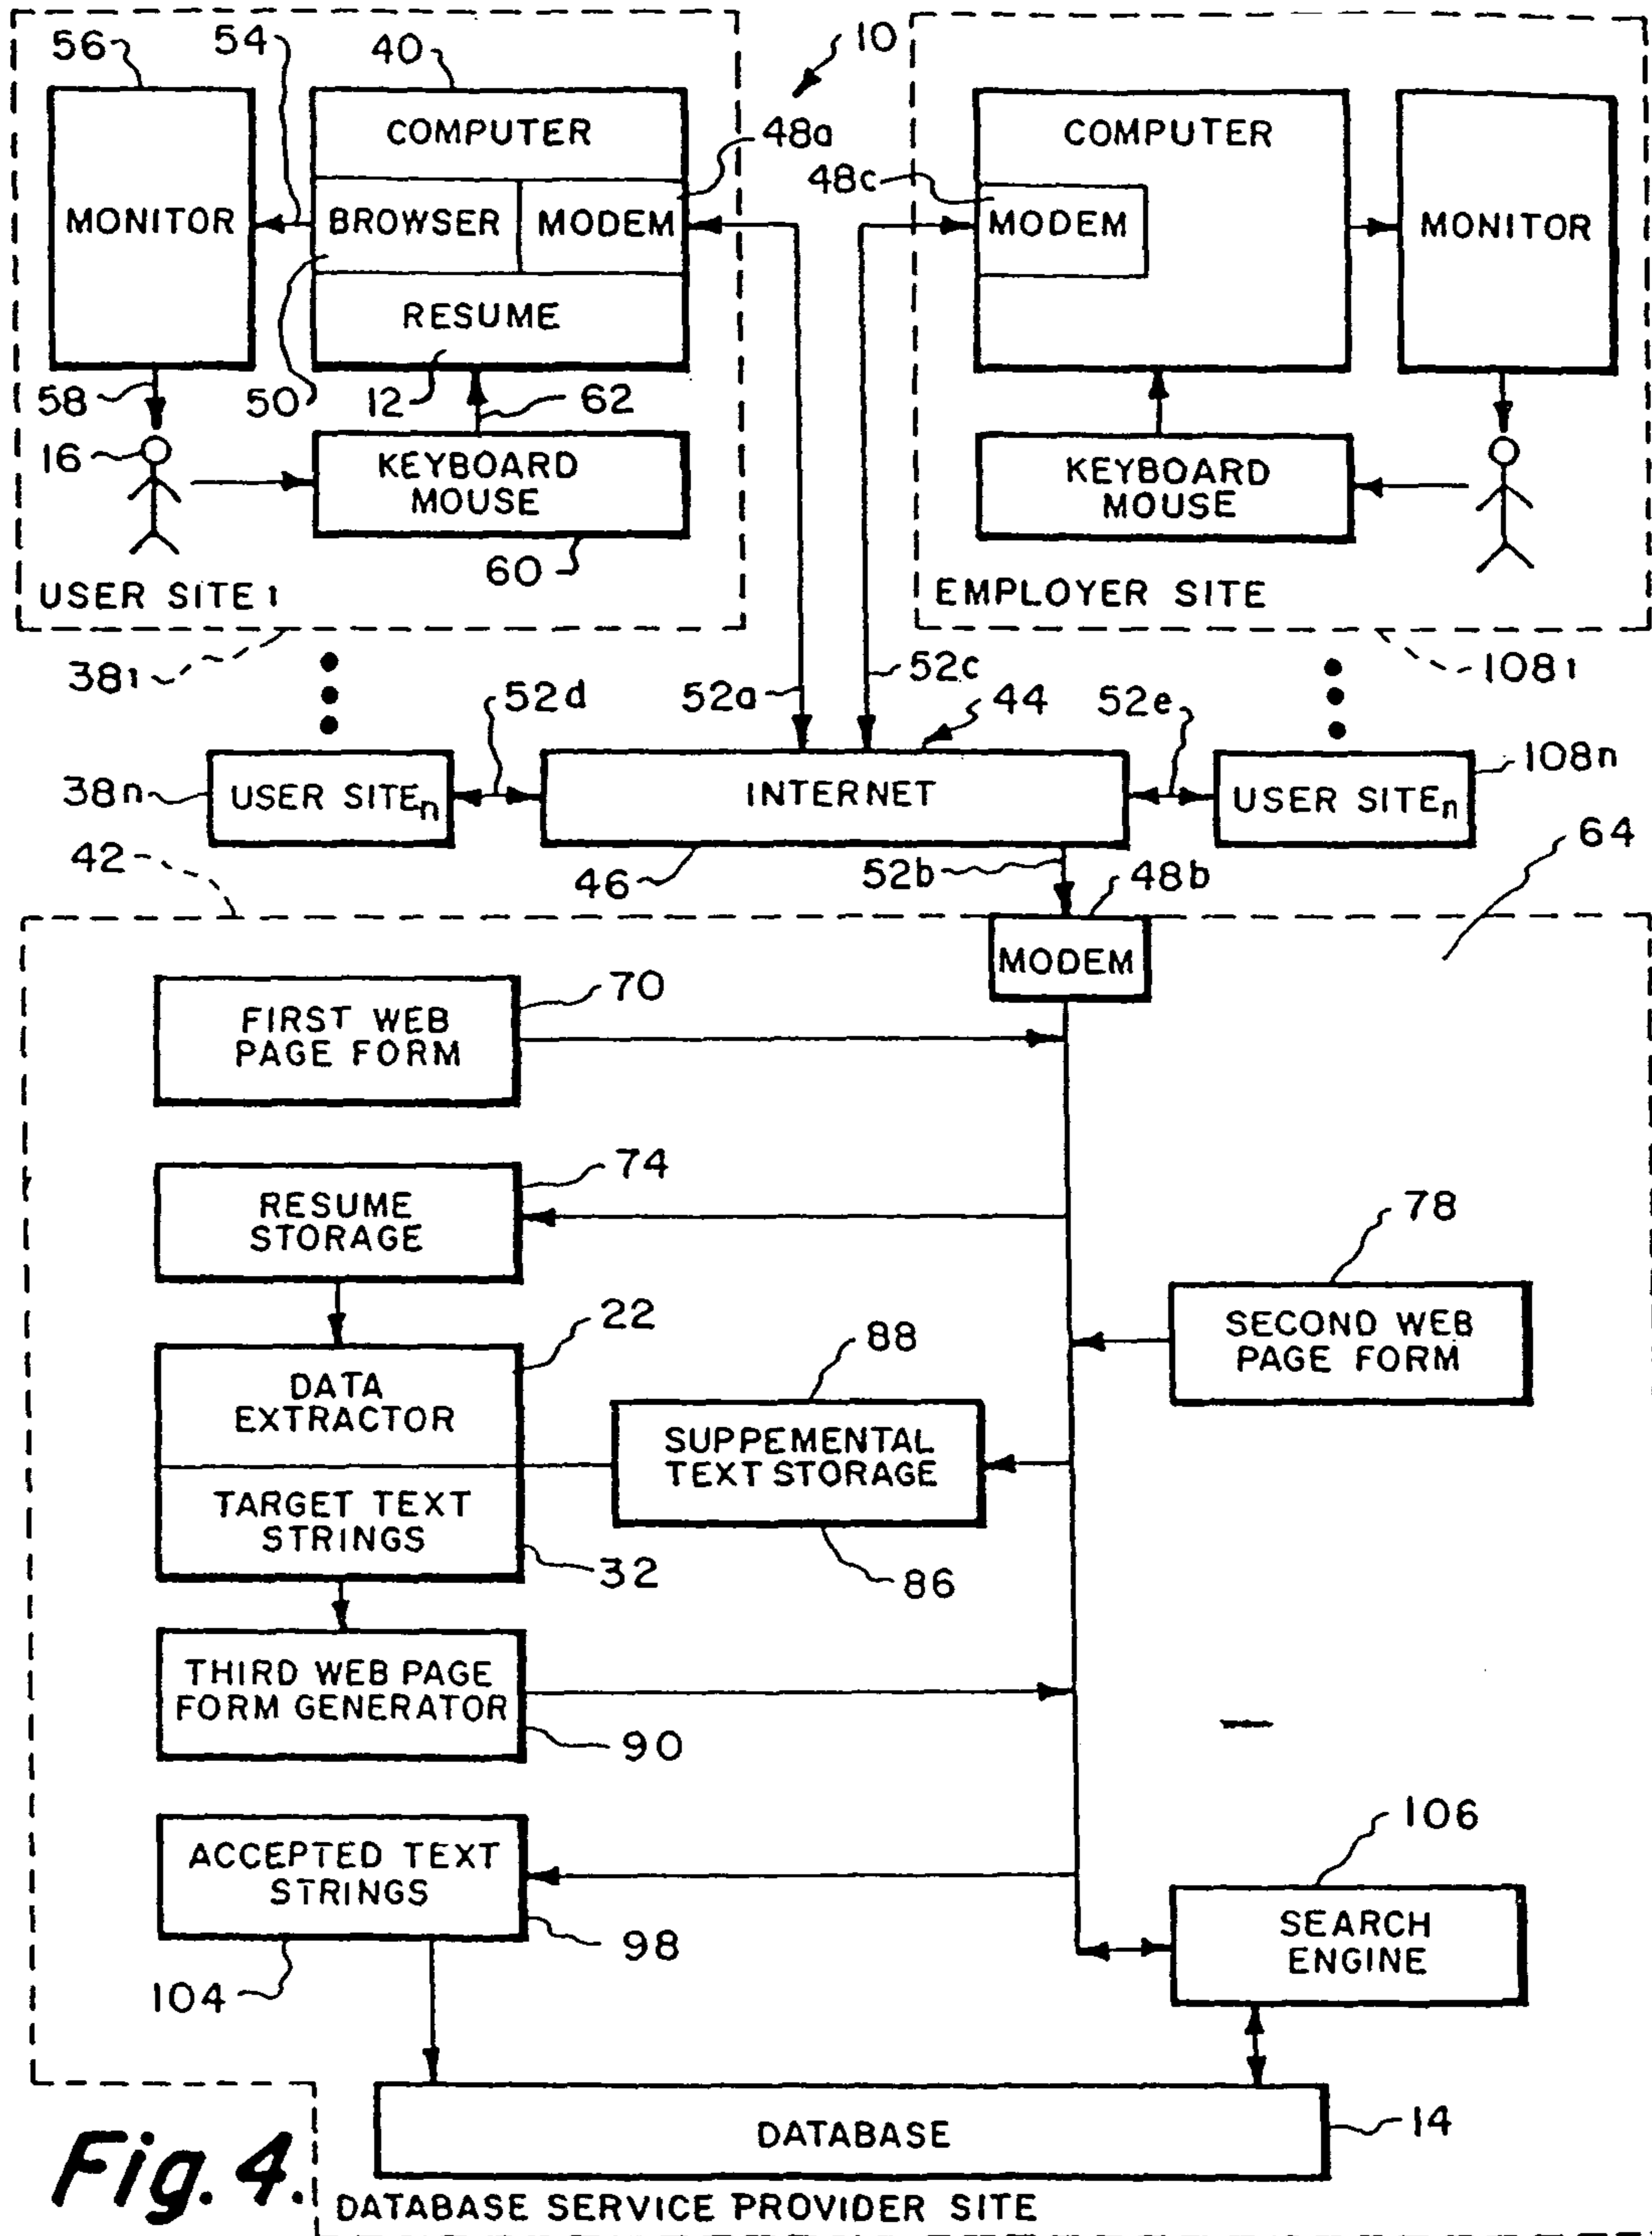 56
54
40
10
COMPUTER
48a
COMPUTER
48c
MONITOR
BROWSER
MODEM
MODEM
MONITOR
RESUME
58
50
12
62
16
KEYBOARD
MOUSE
KEYBOARD
MOUSE
60
USER SITE 1
EMPLOYER SITE
381
52d
52a
52c
44
52e
1081
38n
USER SITEn
INTERNET
USER SITEn
108n
42
46
52b
48b
64
MODEM
70
FIRST WEB
PAGE FORM
74
RESUME
STORAGE
78
22
88
SECOND WEB
PAGE FORM
DATA
EXTRACTOR
SUPPEMENTAL
TEXT STORAGE
TARGET TEXT
STRINGS
32
86
THIRD WEB PAGE
FORM GENERATOR
90
106
ACCEPTED TEXT
STRINGS
98
SEARCH
ENGINE
104
DATABASE
14
Fig. 4.
DATABASE SERVICE PROVIDER SITE